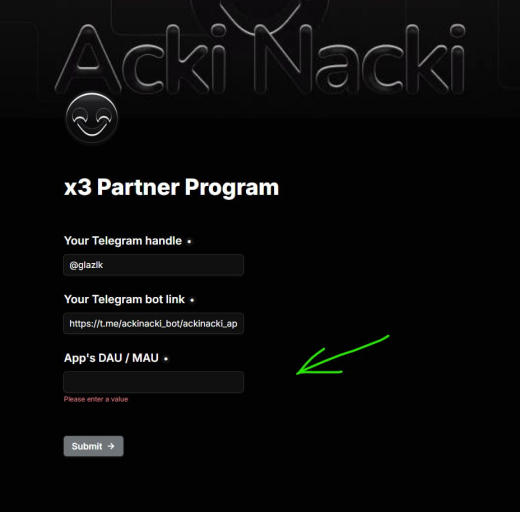 Acki Nacki
x3 Partner Program
Your Telegram handle
@glazlk
Your Telegram bot link
https://t.me/ackinacki_bot/ackinacki_ap
App's DAU / MAU
Please enter a value
Submit →